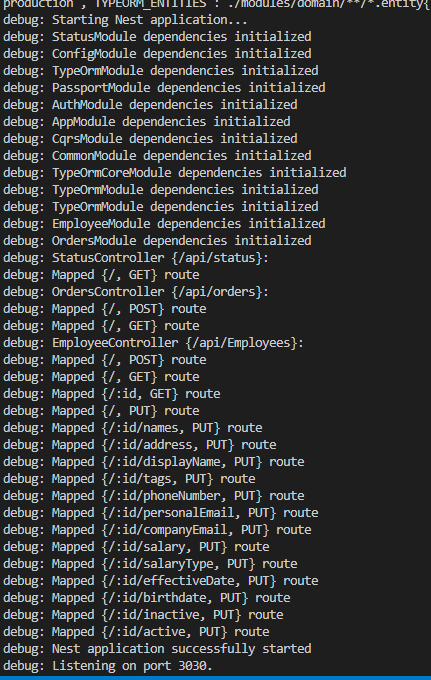 production', 'TYPEORM_ENTITIES': './modules/domain/**/*.entity{
debug: Starting Nest application...
debug: StatusModule dependencies initialized
debug: ConfigModule dependencies initialized
debug: TypeOrmModule dependencies initialized
debug: PassportModule dependencies initialized
debug: AuthModule dependencies initialized
debug: AppModule dependencies initialized
debug: CqrsModule dependencies initialized
debug: CommonModule dependencies initialized
debug: TypeOrmCoreModule dependencies initialized
debug: TypeOrmModule dependencies initialized
debug: TypeOrmModule dependencies initialized
debug: EmployeeModule dependencies initialized
debug: OrdersModule dependencies initialized
debug: StatusController {/api/status}:
debug: Mapped {/, GET} route
debug: OrdersController {/api/orders}:
debug: Mapped {/, POST} route
debug: Mapped {/, GET} route
debug: EmployeeController {/api/Employees}:
debug: Mapped {/, POST} route
debug: Mapped {/, GET} route
debug: Mapped {/:id, GET} route
debug: Mapped {/, PUT} route
debug: Mapped {/:id/names, PUT} route
debug: Mapped {/:id/address, PUT} route
debug: Mapped {/:id/displayName, PUT} route
debug: Mapped {/:id/tags, PUT} route
debug: Mapped {/:id/phoneNumber, PUT} route
debug: Mapped {/:id/personalEmail, PUT} route
debug: Mapped {/:id/companyEmail, PUT} route
debug: Mapped {/:id/salary, PUT} route
debug: Mapped {/:id/salaryType, PUT} route
debug: Mapped {/:id/effectiveDate, PUT} route
debug: Mapped {/:id/birthdate, PUT} route
debug: Mapped {/:id/inactive, PUT} route
debug: Mapped {/:id/active, PUT} route
debug: Nest application successfully started
debug: Listening on port 3030.